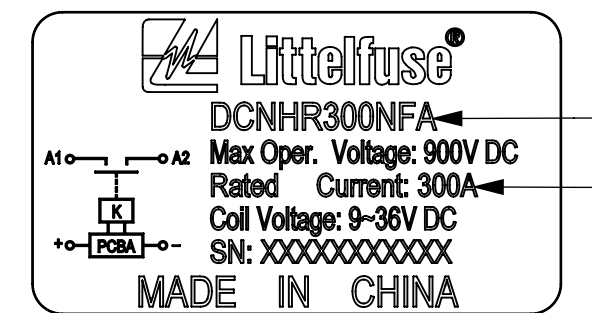 Littelfuse®
DCNHR300NFA
Max Oper. Voltage: 900V DC
Rated Current: 300A
Coil Voltage: 9~36V DC
SN: XXXXXXXXXXX
A1 A2
K
+ PCBA -
MADE IN CHINA